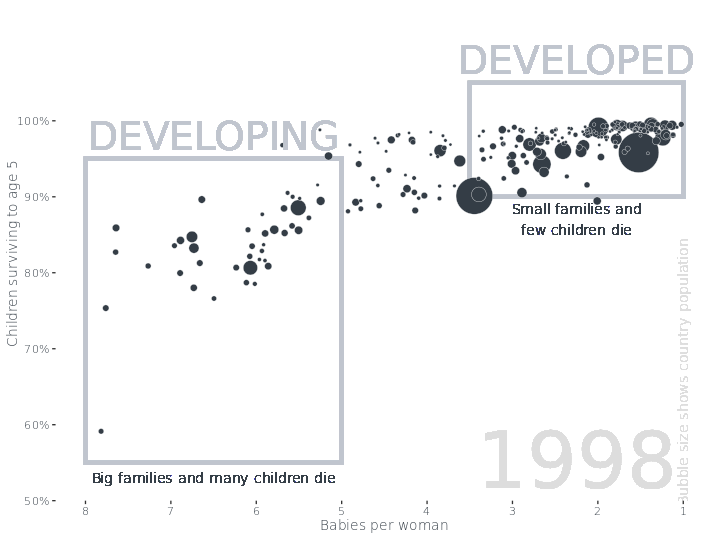 DEVELOPED
DEVELOPING
Children surviving to age 5
100%
90%
80%
70%
60%
50%
Small families and
few children die
Big families and many children die
Bubble size shows country population
1998
8 7 6 5 4 3 2 1
Babies per woman